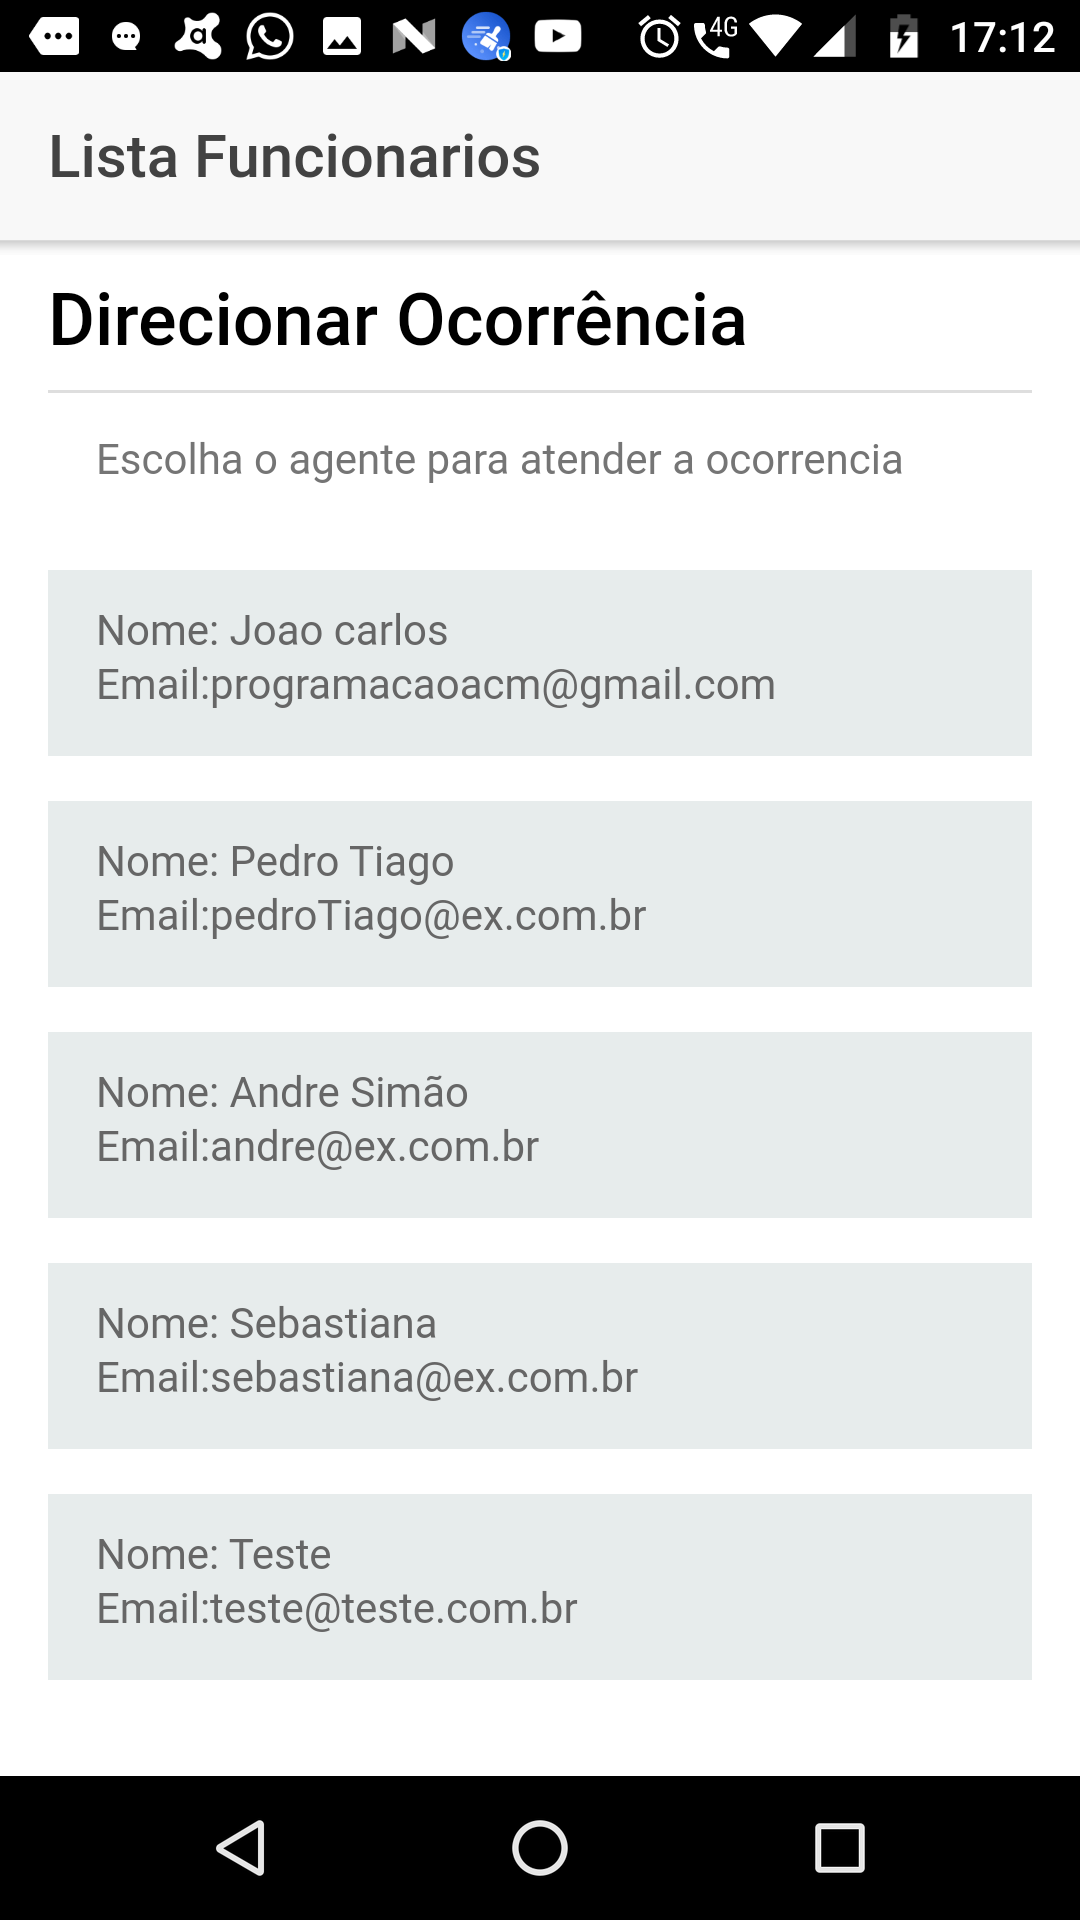 4G 17:12
Lista Funcionarios
Direcionar Ocorrência
Escolha o agente para atender a ocorrencia
Nome: Joao carlos
Email:programacaoacm@gmail.com
Nome: Pedro Tiago
Email:pedroTiago@ex.com.br
Nome: Andre Simão
Email:andre@ex.com.br
Nome: Sebastiana
Email:sebastiana@ex.com.br
Nome: Teste
Email:teste@teste.com.br